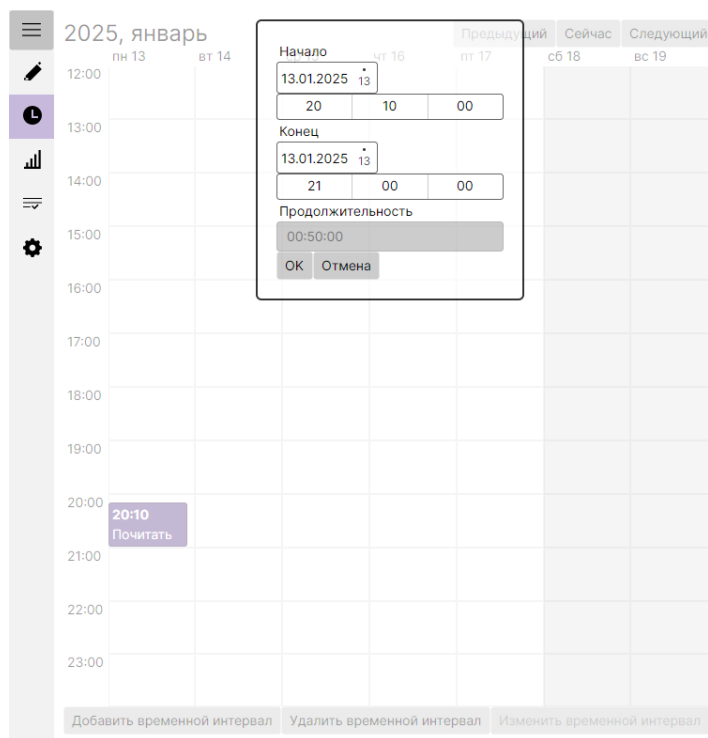 2025, январь
Предыдущий Сейчас Следующий
пн 13 вт 14 ср 15 чт 16 пт 17 сб 18 вс 19
Начало
13.01.2025 13
20 10 00
Конец
13.01.2025 13
21 00 00
Продолжительность
00:50:00
OK Отмена
12:00
13:00
14:00
15:00
16:00
17:00
18:00
19:00
20:00
20:10
Почитать
21:00
22:00
23:00
Добавить временной интервал Удалить временной интервал Изменить временной интервал